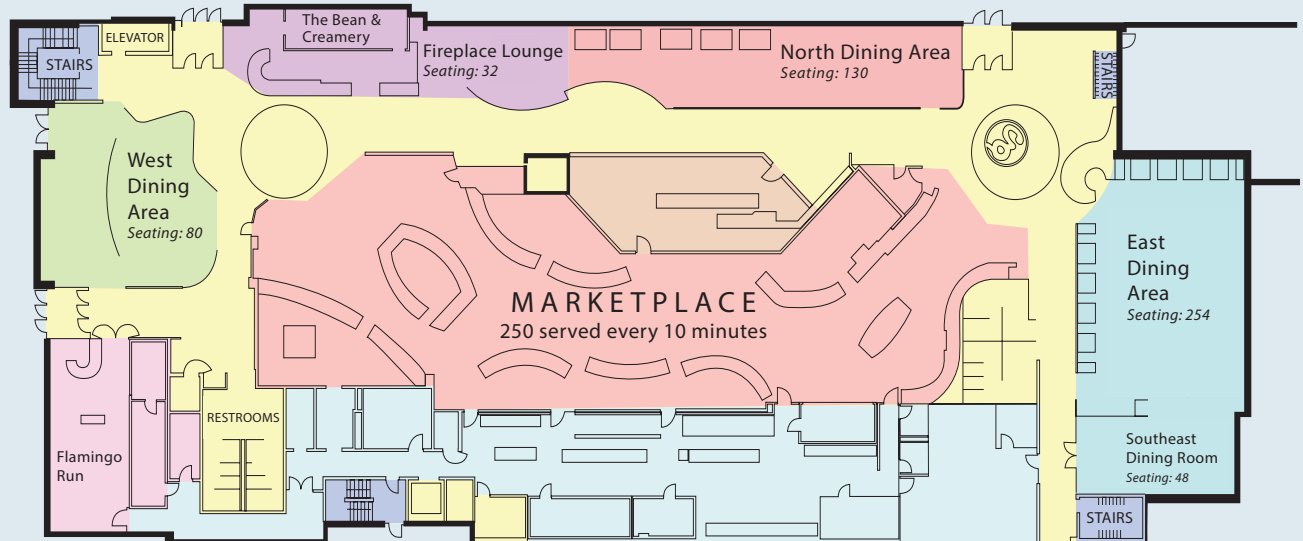 The Bean &
Creamery
ELEVATOR
STAIRS
Fireplace Lounge
Seating: 32
North Dining Area
Seating: 130
STAIRS
West
Dining
Area
Seating: 80
East
Dining
Area
Seating: 254
MARKETPLACE
250 served every 10 minutes
RESTROOMS
Flamingo
Run
Southeast
Dining Room
Seating: 48
STAIRS